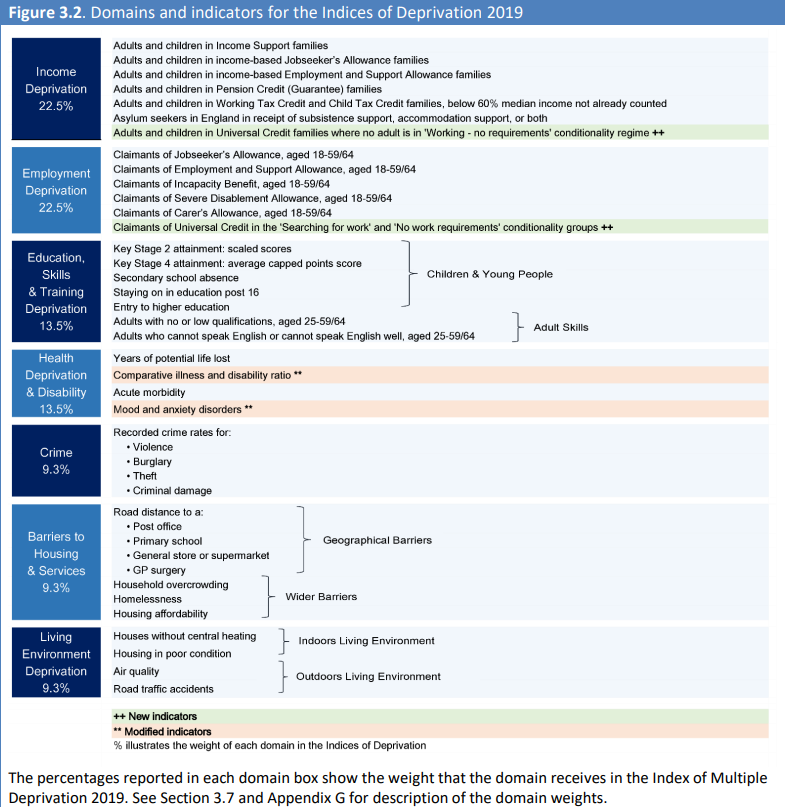 Figure 3.2. Domains and indicators for the Indices of Deprivation 2019
Income
Deprivation
22.5%
Adults and children in Income Support families
Adults and children in income-based Jobseeker's Allowance families
Adults and children in income-based Employment and Support Allowance families
Adults and children in Pension Credit (Guarantee) families
Adults and children in Working Tax Credit and Child Tax Credit families, below 60% median income not already counted
Asylum seekers in England in receipt of subsistence support, accommodation support, or both
Adults and children in Universal Credit families where no adult is in 'Working - no requirements' conditionality regime ++
Employment
Deprivation
22.5%
Claimants of Jobseeker's Allowance, aged 18-59/64
Claimants of Employment and Support Allowance, aged 18-59/64
Claimants of Incapacity Benefit, aged 18-59/64
Claimants of Severe Disablement Allowance, aged 18-59/64
Claimants of Carer's Allowance, aged 18-59/64
Claimants of Universal Credit in the 'Searching for work' and 'No work requirements' conditionality groups ++
Education,
Skills
& Training
Deprivation
13.5%
Key Stage 2 attainment: scaled scores
Key Stage 4 attainment: average capped points score
Secondary school absence
Staying on in education post 16
Entry to higher education
Children & Young People
Adults with no or low qualifications, aged 25-59/64
Adults who cannot speak English or cannot speak English well, aged 25-59/64
Adult Skills
Health
Deprivation
& Disability
13.5%
Years of potential life lost
Comparative illness and disability ratio **
Acute morbidity
Mood and anxiety disorders **
Crime
9.3%
Recorded crime rates for:
• Violence
• Burglary
• Theft
• Criminal damage
Barriers to
Housing
& Services
9.3%
Road distance to a:
• Post office
• Primary school
• General store or supermarket
• GP surgery
Geographical Barriers
Household overcrowding
Homelessness
Housing affordability
Wider Barriers
Living
Environment
Deprivation
9.3%
Houses without central heating
Housing in poor condition
Indoors Living Environment
Air quality
Road traffic accidents
Outdoors Living Environment
++ New indicators
** Modified indicators
% illustrates the weight of each domain in the Indices of Deprivation
The percentages reported in each domain box show the weight that the domain receives in the Index of Multiple
Deprivation 2019. See Section 3.7 and Appendix G for description of the domain weights.